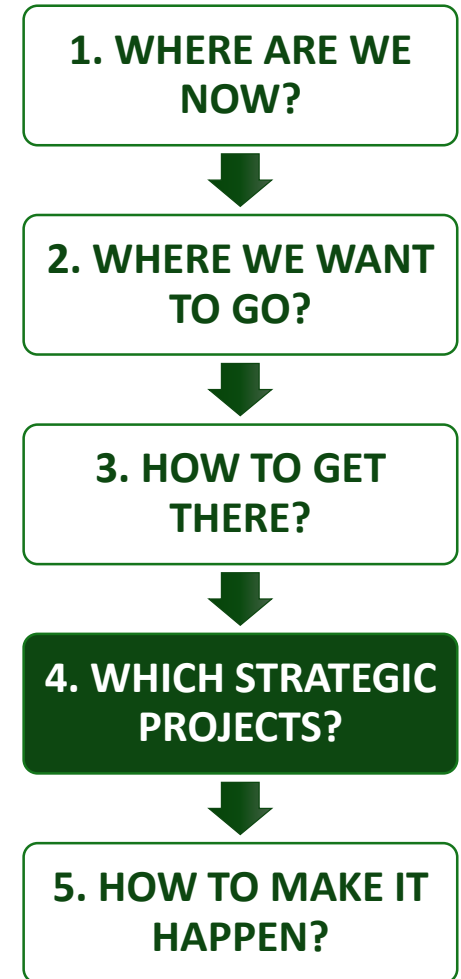 1. WHERE ARE WE
NOW?
2. WHERE WE WANT
TO GO?
3. HOW TO GET
THERE?
4. WHICH STRATEGIC
PROJECTS?
5. HOW TO MAKE IT
HAPPEN?